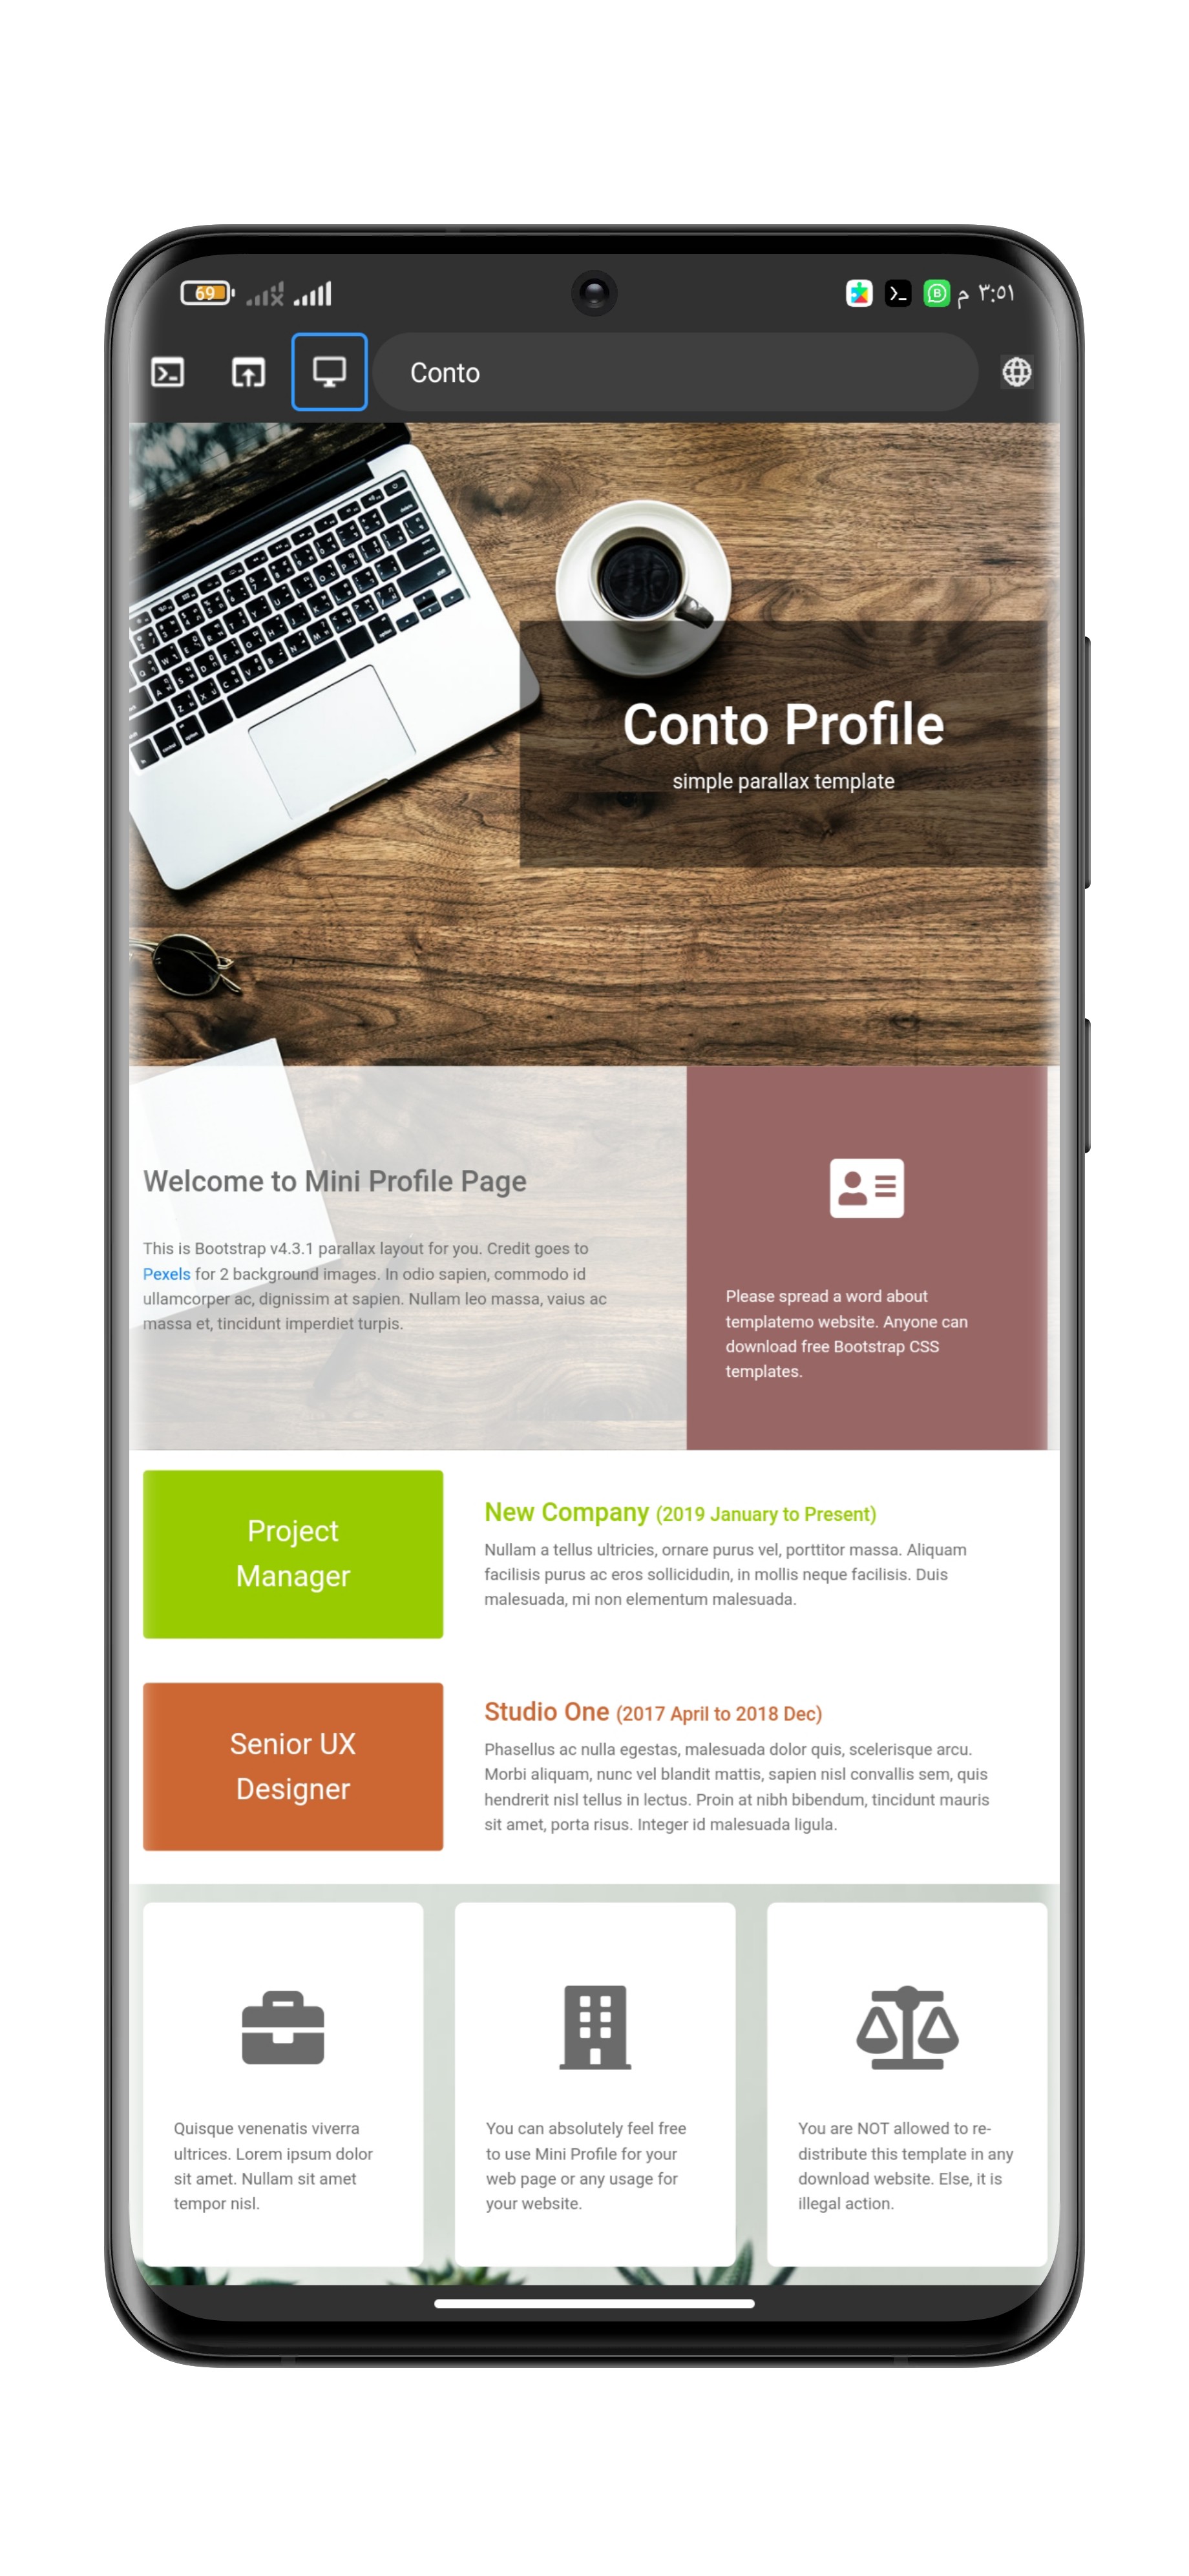 69
م ٣:٥١
Conto
Conto Profile
simple parallax template
Welcome to Mini Profile Page
This is Bootstrap v4.3.1 parallax layout for you. Credit goes to
Pexels for 2 background images. In odio sapien, commodo id
ullamcorper ac, dignissim at sapien. Nullam leo massa, vaius ac
massa et, tincidunt imperdiet turpis.
Please spread a word about
templatemo website. Anyone can
download free Bootstrap CSS
templates.
Project
Manager
New Company (2019 January to Present)
Nullam a tellus ultricies, ornare purus vel, porttitor massa. Aliquam
facilisis purus ac eros sollicidudin, in mollis neque facilisis. Duis
malesuada, mi non elementum malesuada.
Senior UX
Designer
Studio One (2017 April to 2018 Dec)
Phasellus ac nulla egestas, malesuada dolor quis, scelerisque arcu.
Morbi aliquam, nunc vel blandit mattis, sapien nisl convallis sem, quis
hendrerit nisl tellus in lectus. Proin at nibh bibendum, tincidunt mauris
sit amet, porta risus. Integer id malesuada ligula.
Quisque venenatis viverra
ultrices. Lorem ipsum dolor
sit amet. Nullam sit amet
tempor nisl.
You can absolutely feel free
to use Mini Profile for your
web page or any usage for
your website.
You are NOT allowed to re-
distribute this template in any
download website. Else, it is
illegal action.